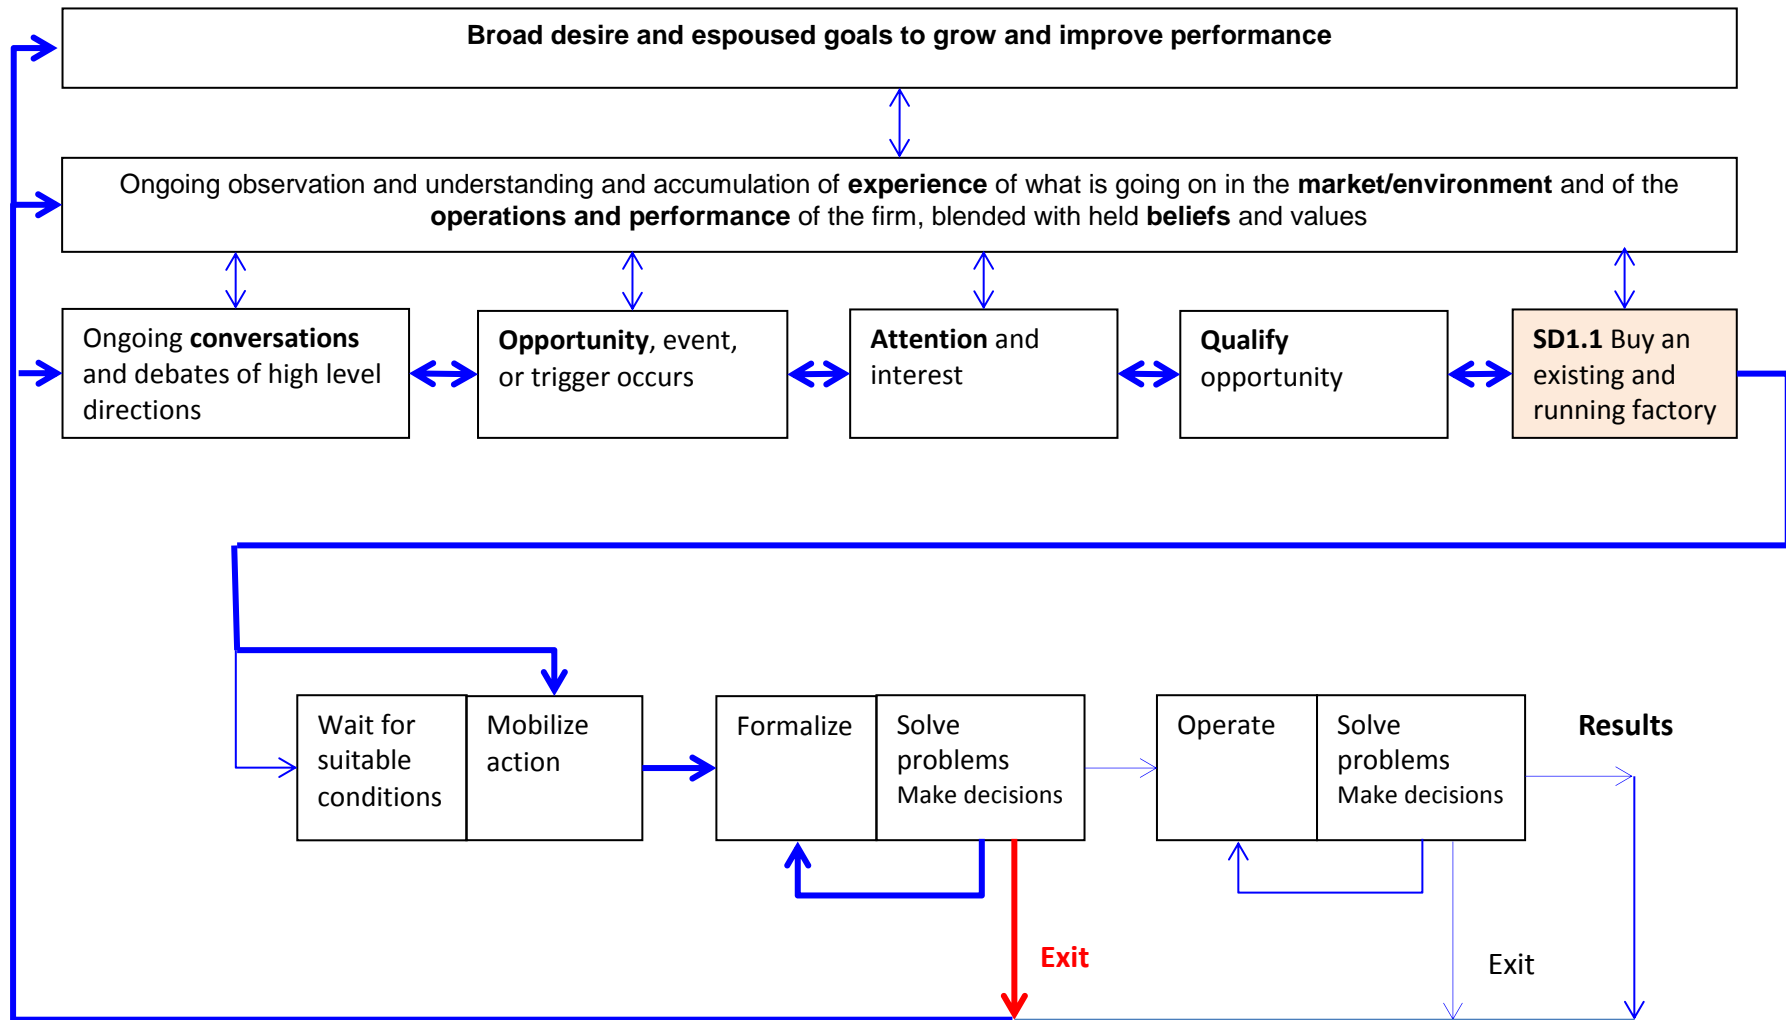 Broad desire and espoused goals to grow and improve performance
Ongoing observation and understanding and accumulation of experience of what is going on in the market/environment and of the
operations and performance of the firm, blended with held beliefs and values
Ongoing conversations
and debates of high level
directions
Opportunity, event,
or trigger occurs
Attention and
interest
Qualify
opportunity
SD1.1 Buy an
existing and
running factory
Wait for
suitable
conditions
Mobilize
action
Formalize
Solve
problems
Make decisions
Operate
Solve
problems
Make decisions
Results
Exit
Exit